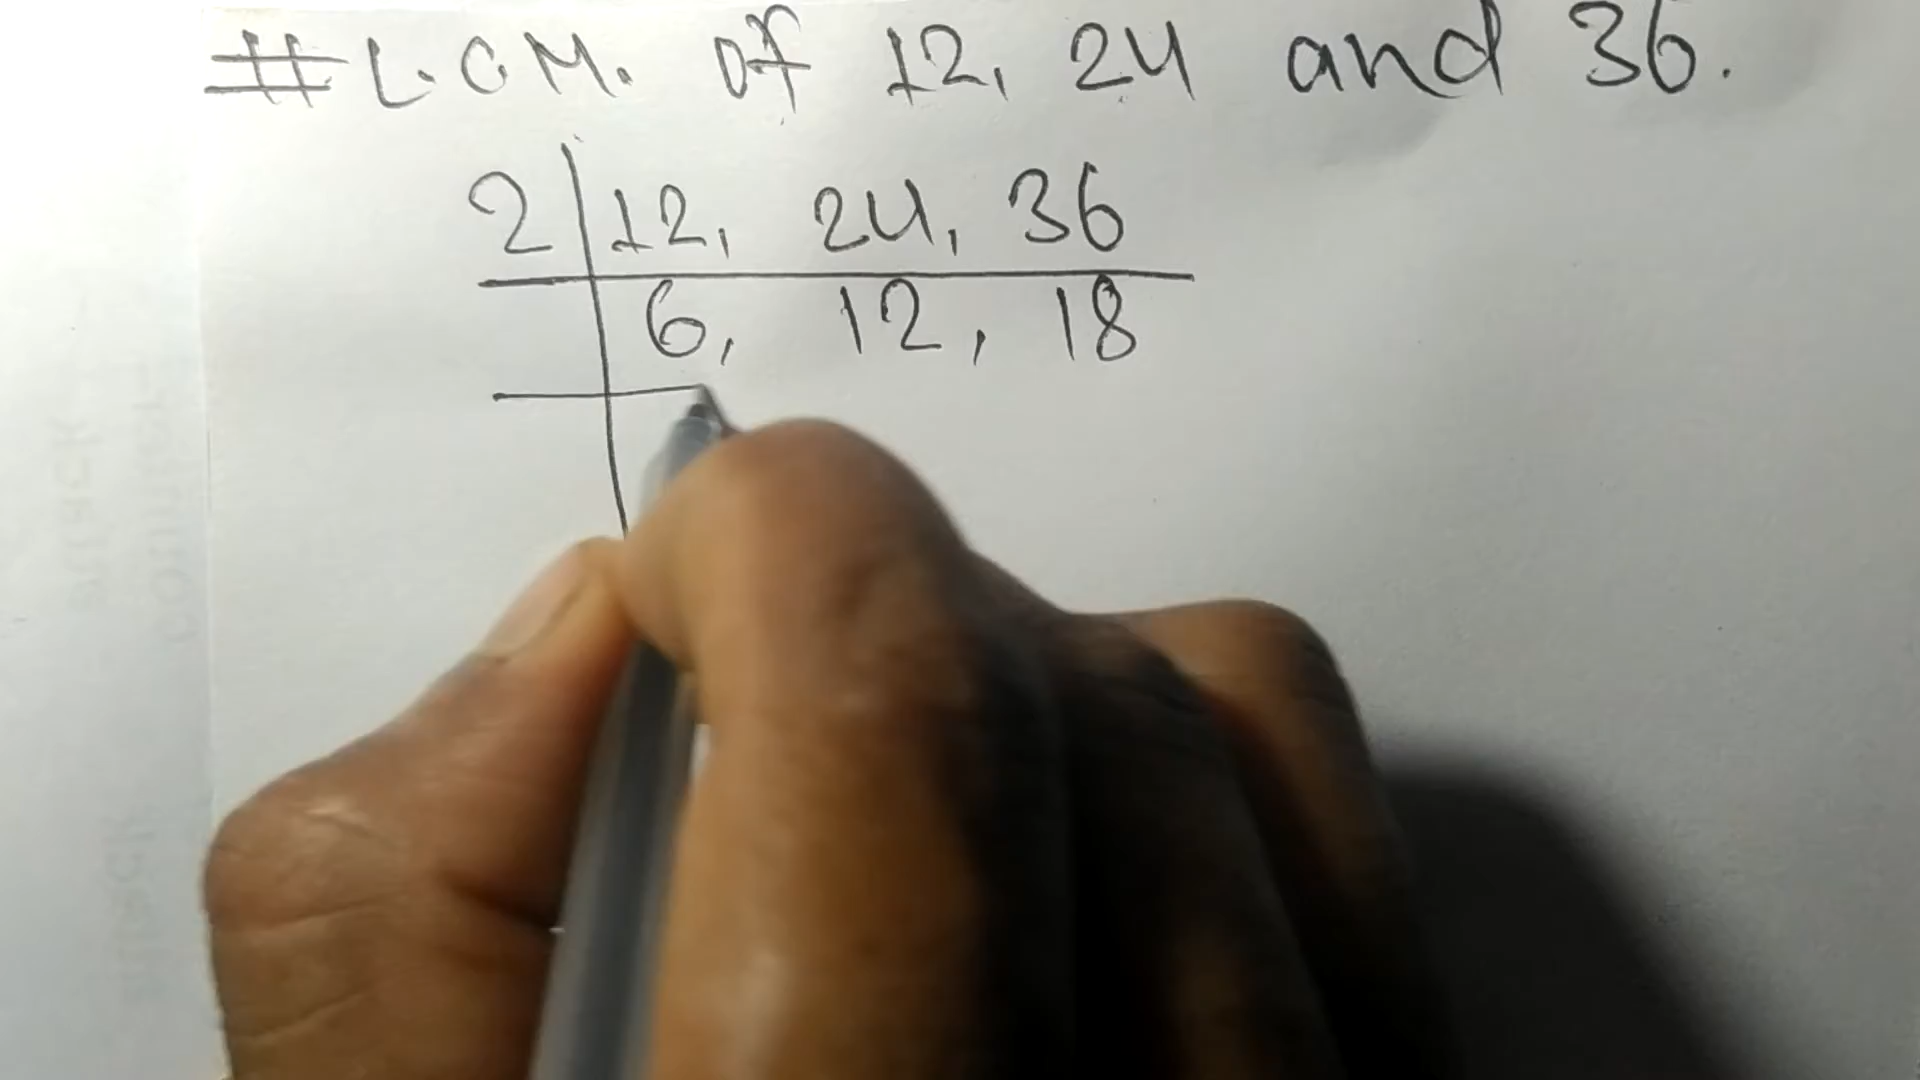 # L.C.M. of 12, 24 and 36.
2 | 12, 24, 36
6, 12, 18